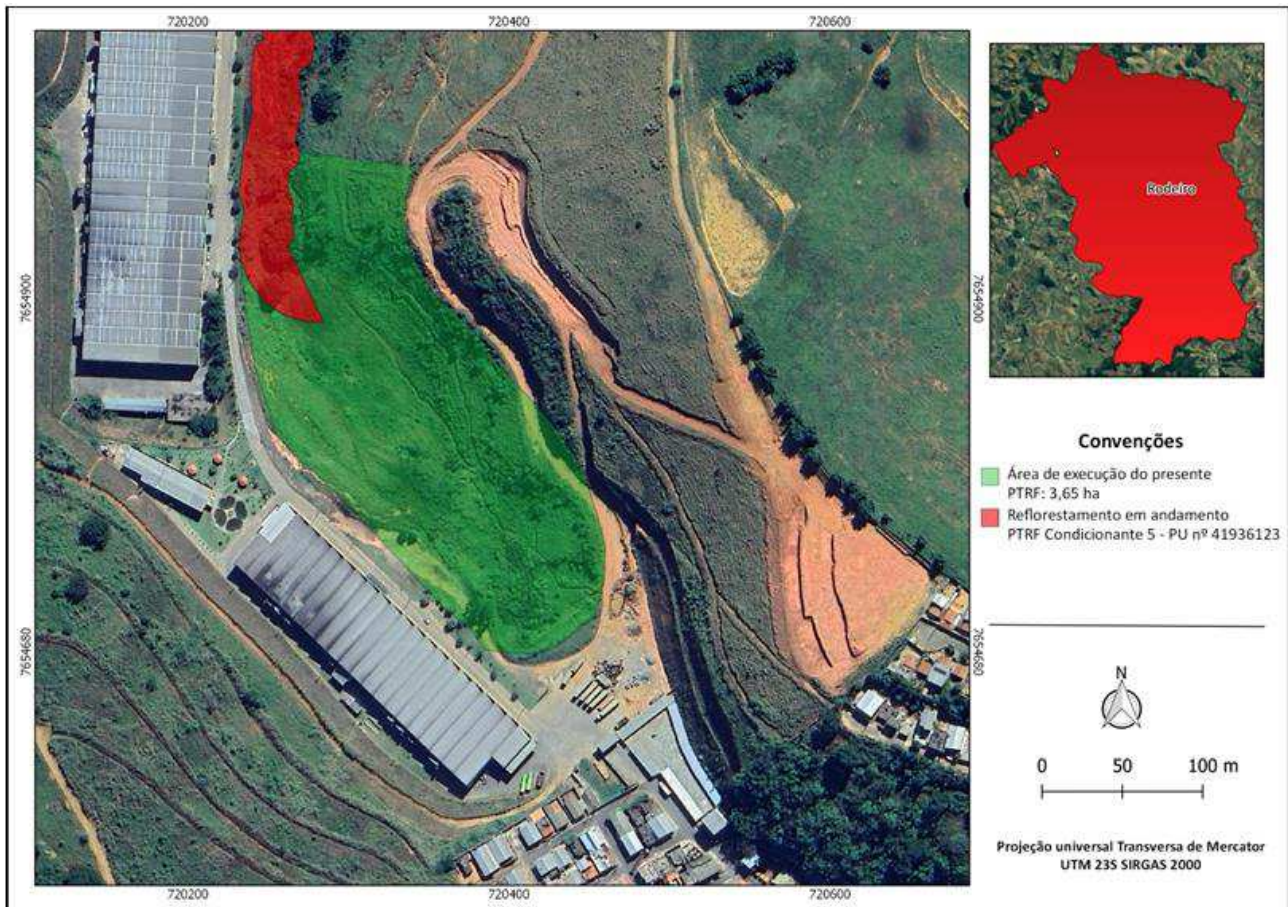 720200
720400
720600
7654900
7654900
7654680
7654680
720200
720400
720600
Rodeiro
Convenções
Área de execução do presente
PTRF: 3,65 ha
Reflorestamento em andamento
PTRF Condicionante 5 - PU nº 41936123
N
0 50 100 m
Projeção universal Transversa de Mercator
UTM 23S SIRGAS 2000